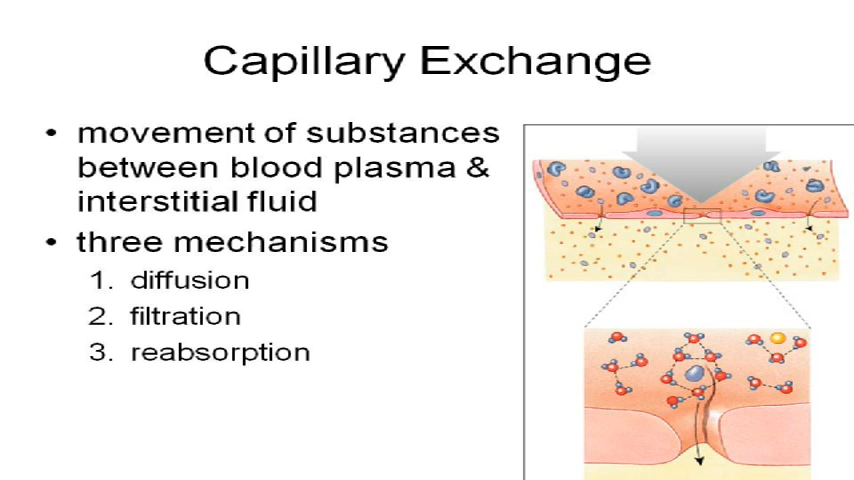 Capillary Exchange
• movement of substances
between blood plasma &
interstitial fluid
• three mechanisms
1. diffusion
2. filtration
3. reabsorption